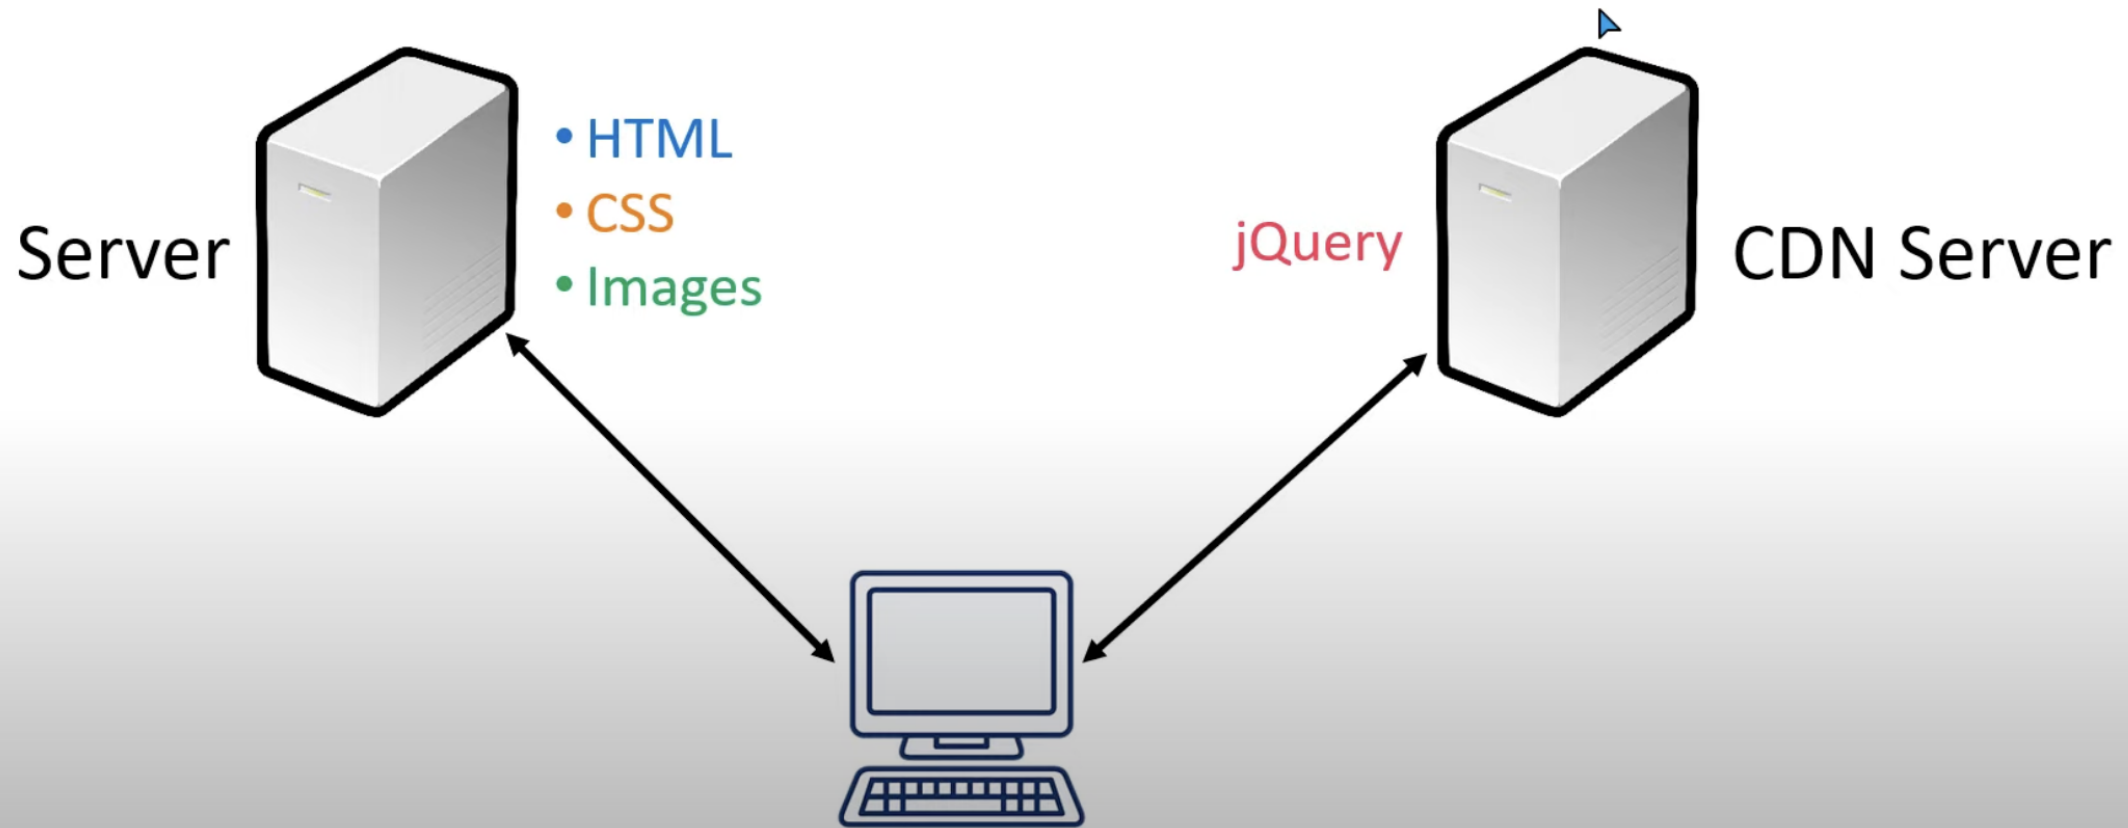 Server
• HTML
• CSS
• Images
jQuery
CDN Server